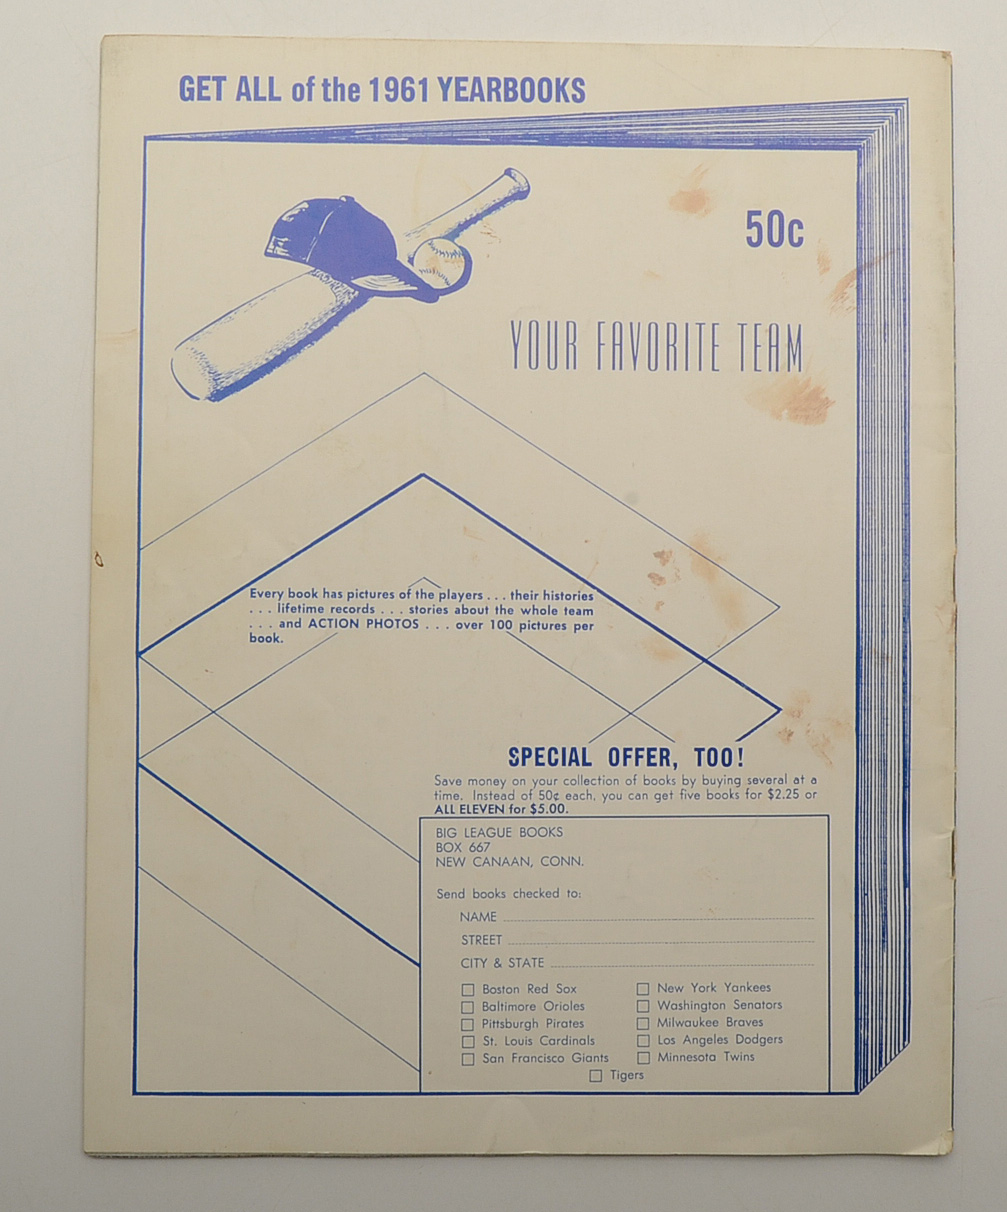 GET ALL of the 1961 YEARBOOKS
50c
YOUR FAVORITE TEAM
Every book has pictures of the players . . . their histories
. . . lifetime records . . . stories about the whole team
. . . and ACTION PHOTOS . . . over 100 pictures per
book.
SPECIAL OFFER, TOO!
Save money on your collection of books by buying several at a
time. Instead of 50¢ each, you can get five books for $2.25 or
ALL ELEVEN for $5.00.
BIG LEAGUE BOOKS
BOX 667
NEW CANAAN, CONN.
Send books checked to:
NAME
STREET
CITY & STATE
Boston Red Sox
Baltimore Orioles
Pittsburgh Pirates
St. Louis Cardinals
San Francisco Giants
New York Yankees
Washington Senators
Milwaukee Braves
Los Angeles Dodgers
Minnesota Twins
Tigers